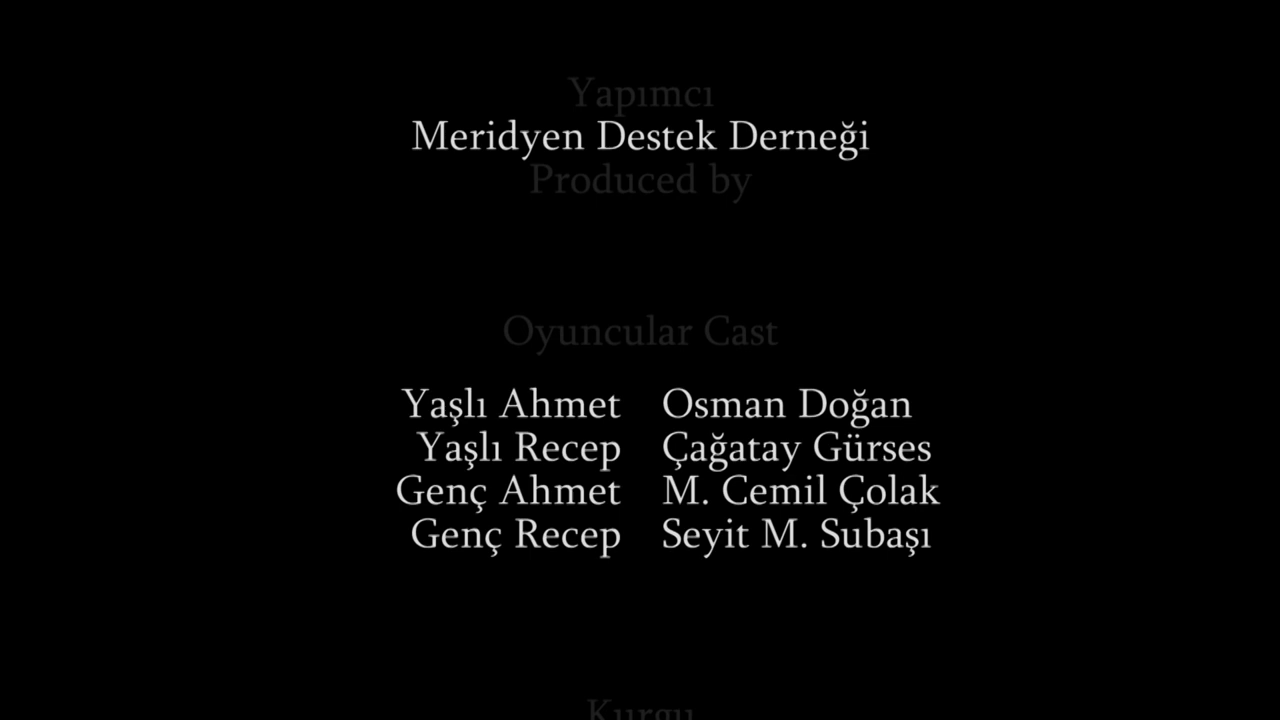 Yapımcı
Meridyen Destek Derneği
Produced by
Oyuncular Cast
Yaşlı Ahmet Osman Doğan
Yaşlı Recep Çağatay Gürses
Genç Ahmet M. Cemil Çolak
Genç Recep Seyit M. Subaşı
Kurgu